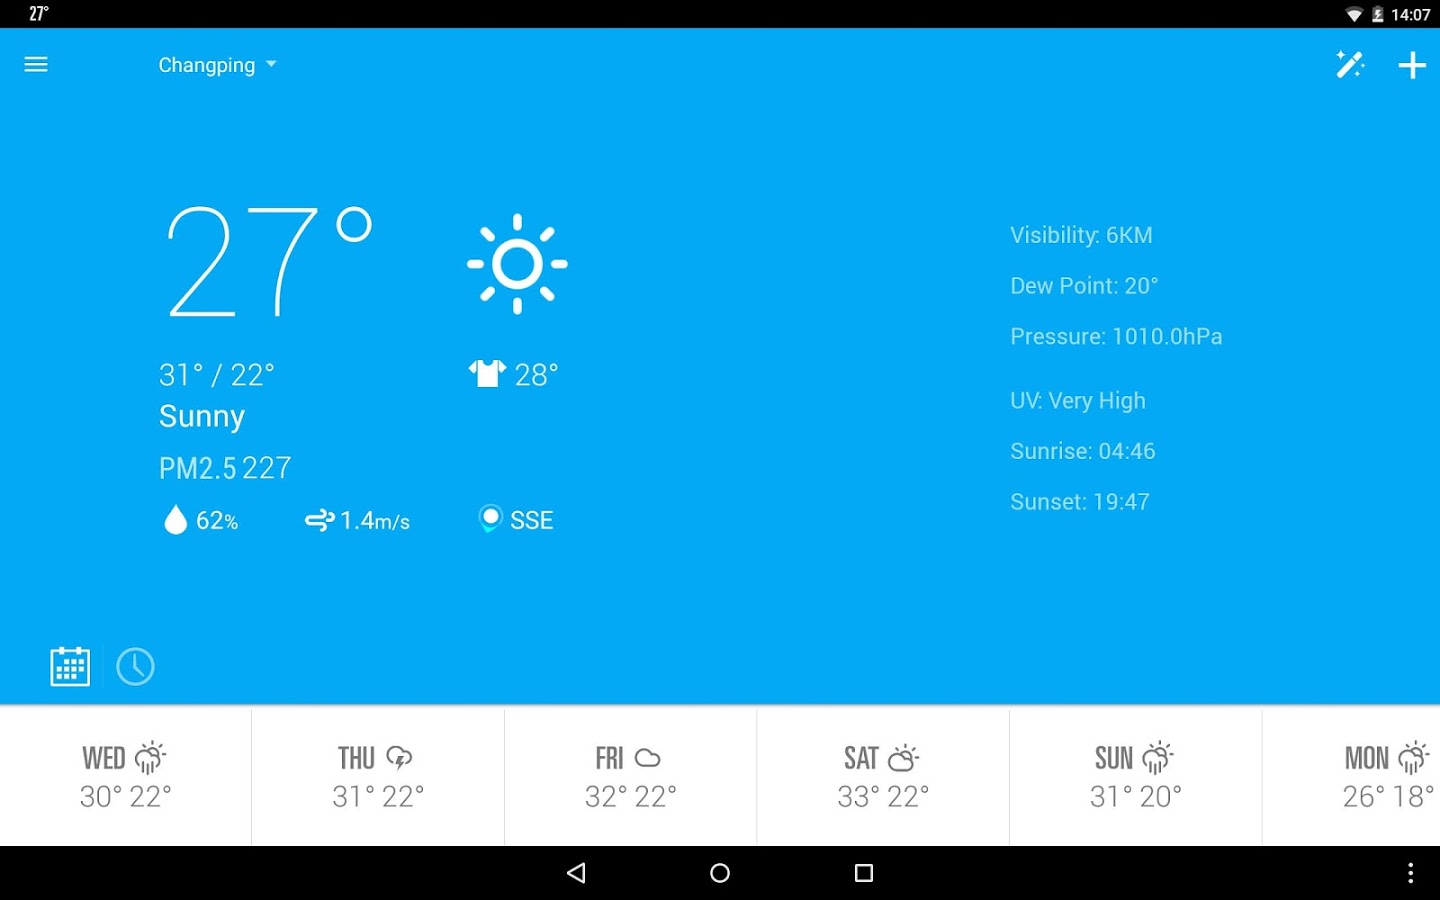 27°
14:07
Changping
27°
31° / 22°
28°
Sunny
PM2.5 227
62%
1.4m/s
SSE
Visibility: 6KM
Dew Point: 20°
Pressure: 1010.0hPa
UV: Very High
Sunrise: 04:46
Sunset: 19:47
WED
30° 22°
THU
31° 22°
FRI
32° 22°
SAT
33° 22°
SUN
31° 20°
MON
26° 18°